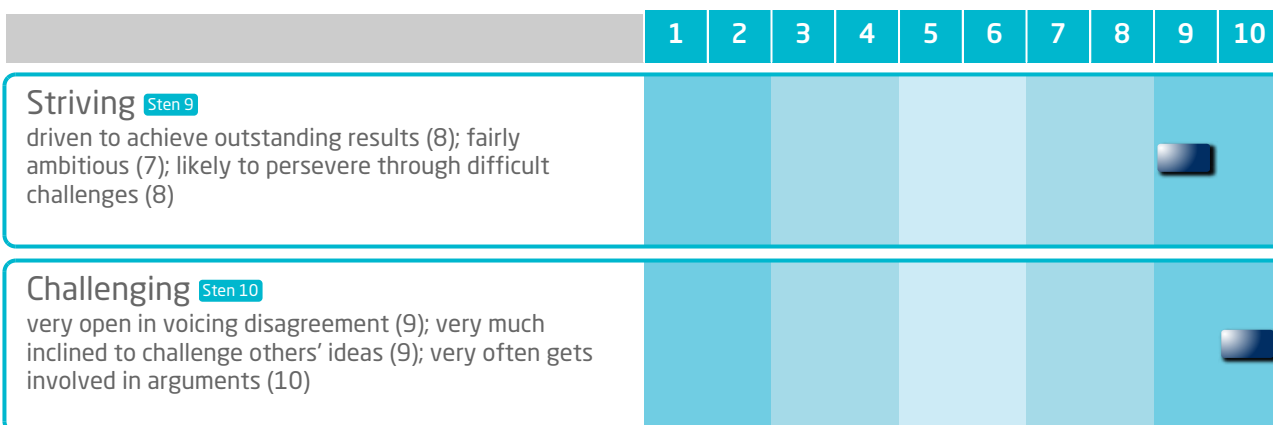 1 2 3 4 5 6 7 8 9 10
Striving Sten 9
driven to achieve outstanding results (8); fairly
ambitious (7); likely to persevere through difficult
challenges (8)
Challenging Sten 10
very open in voicing disagreement (9); very much
inclined to challenge others’ ideas (9); very often gets
involved in arguments (10)